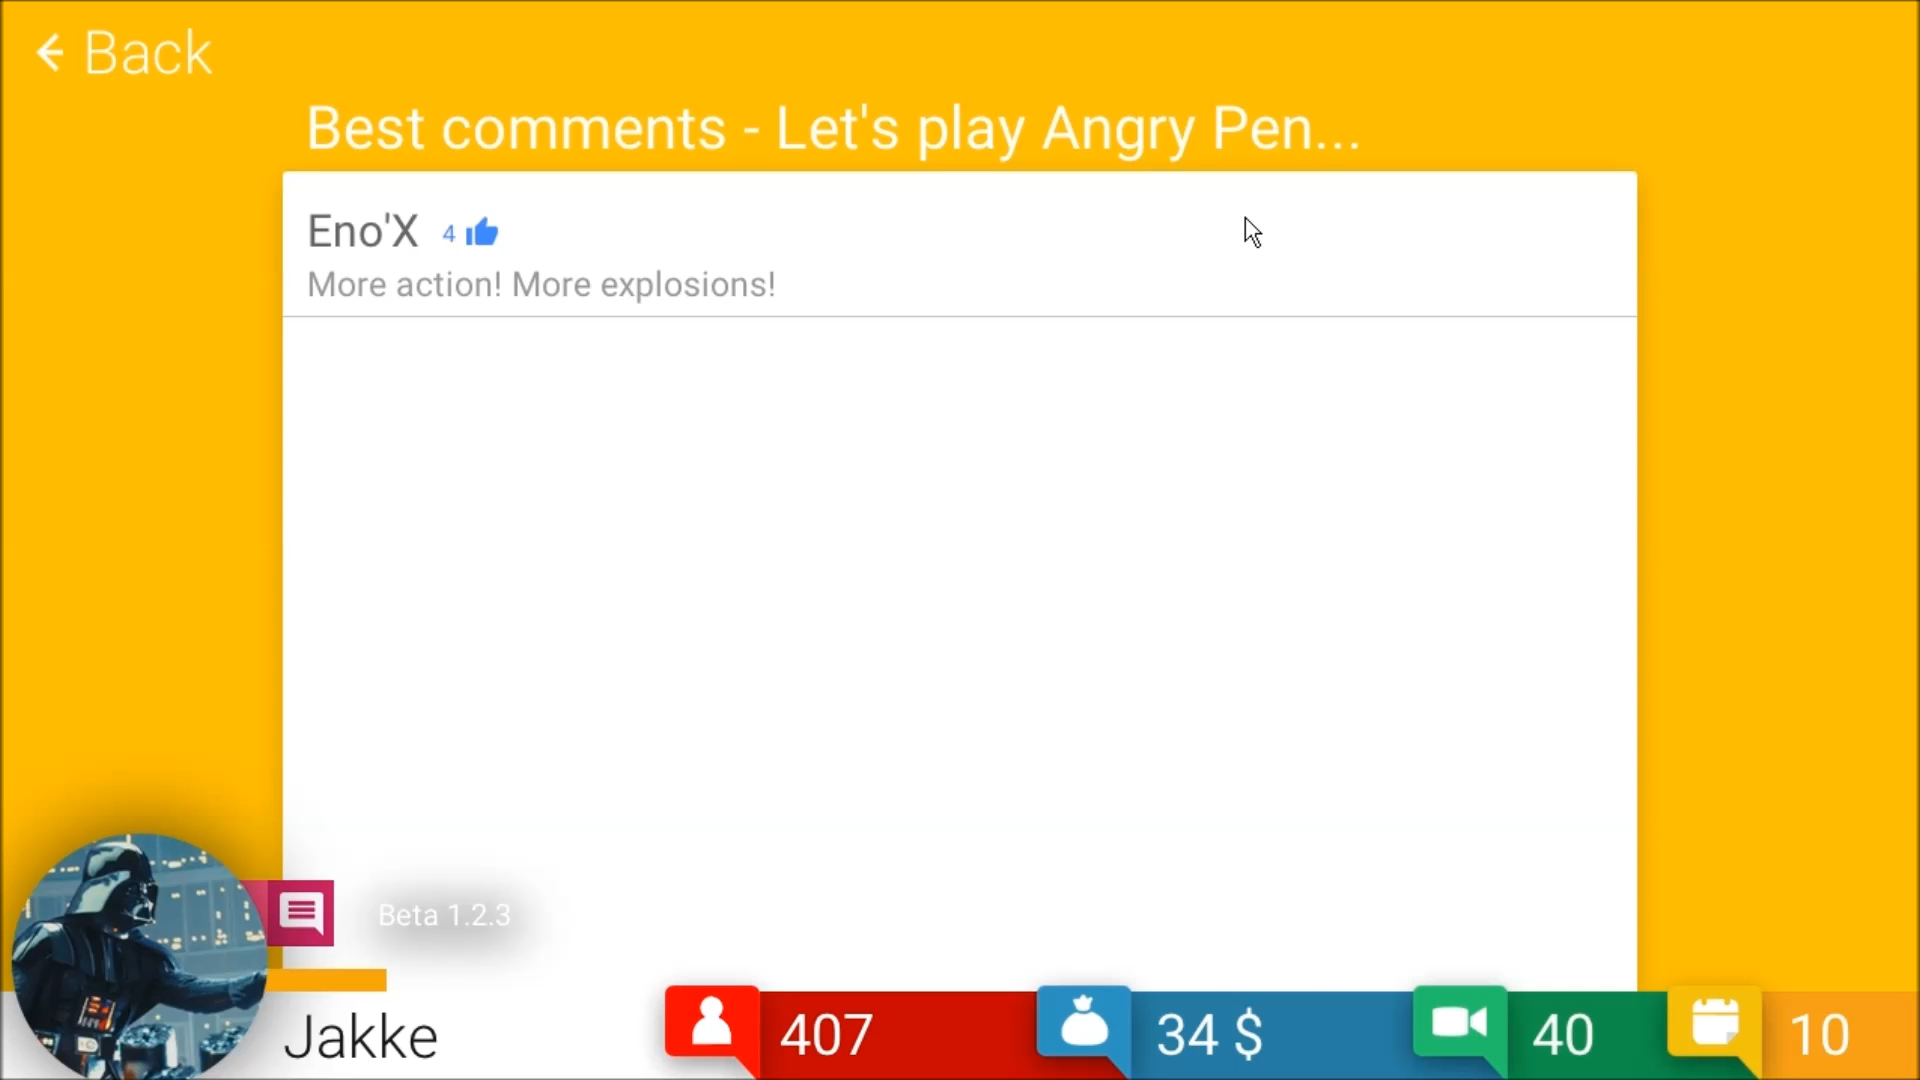 Back
Best comments - Let's play Angry Pen...
Eno'X 4
More action! More explosions!
Beta 1.2.3
Jakke
407
34 $
40
10